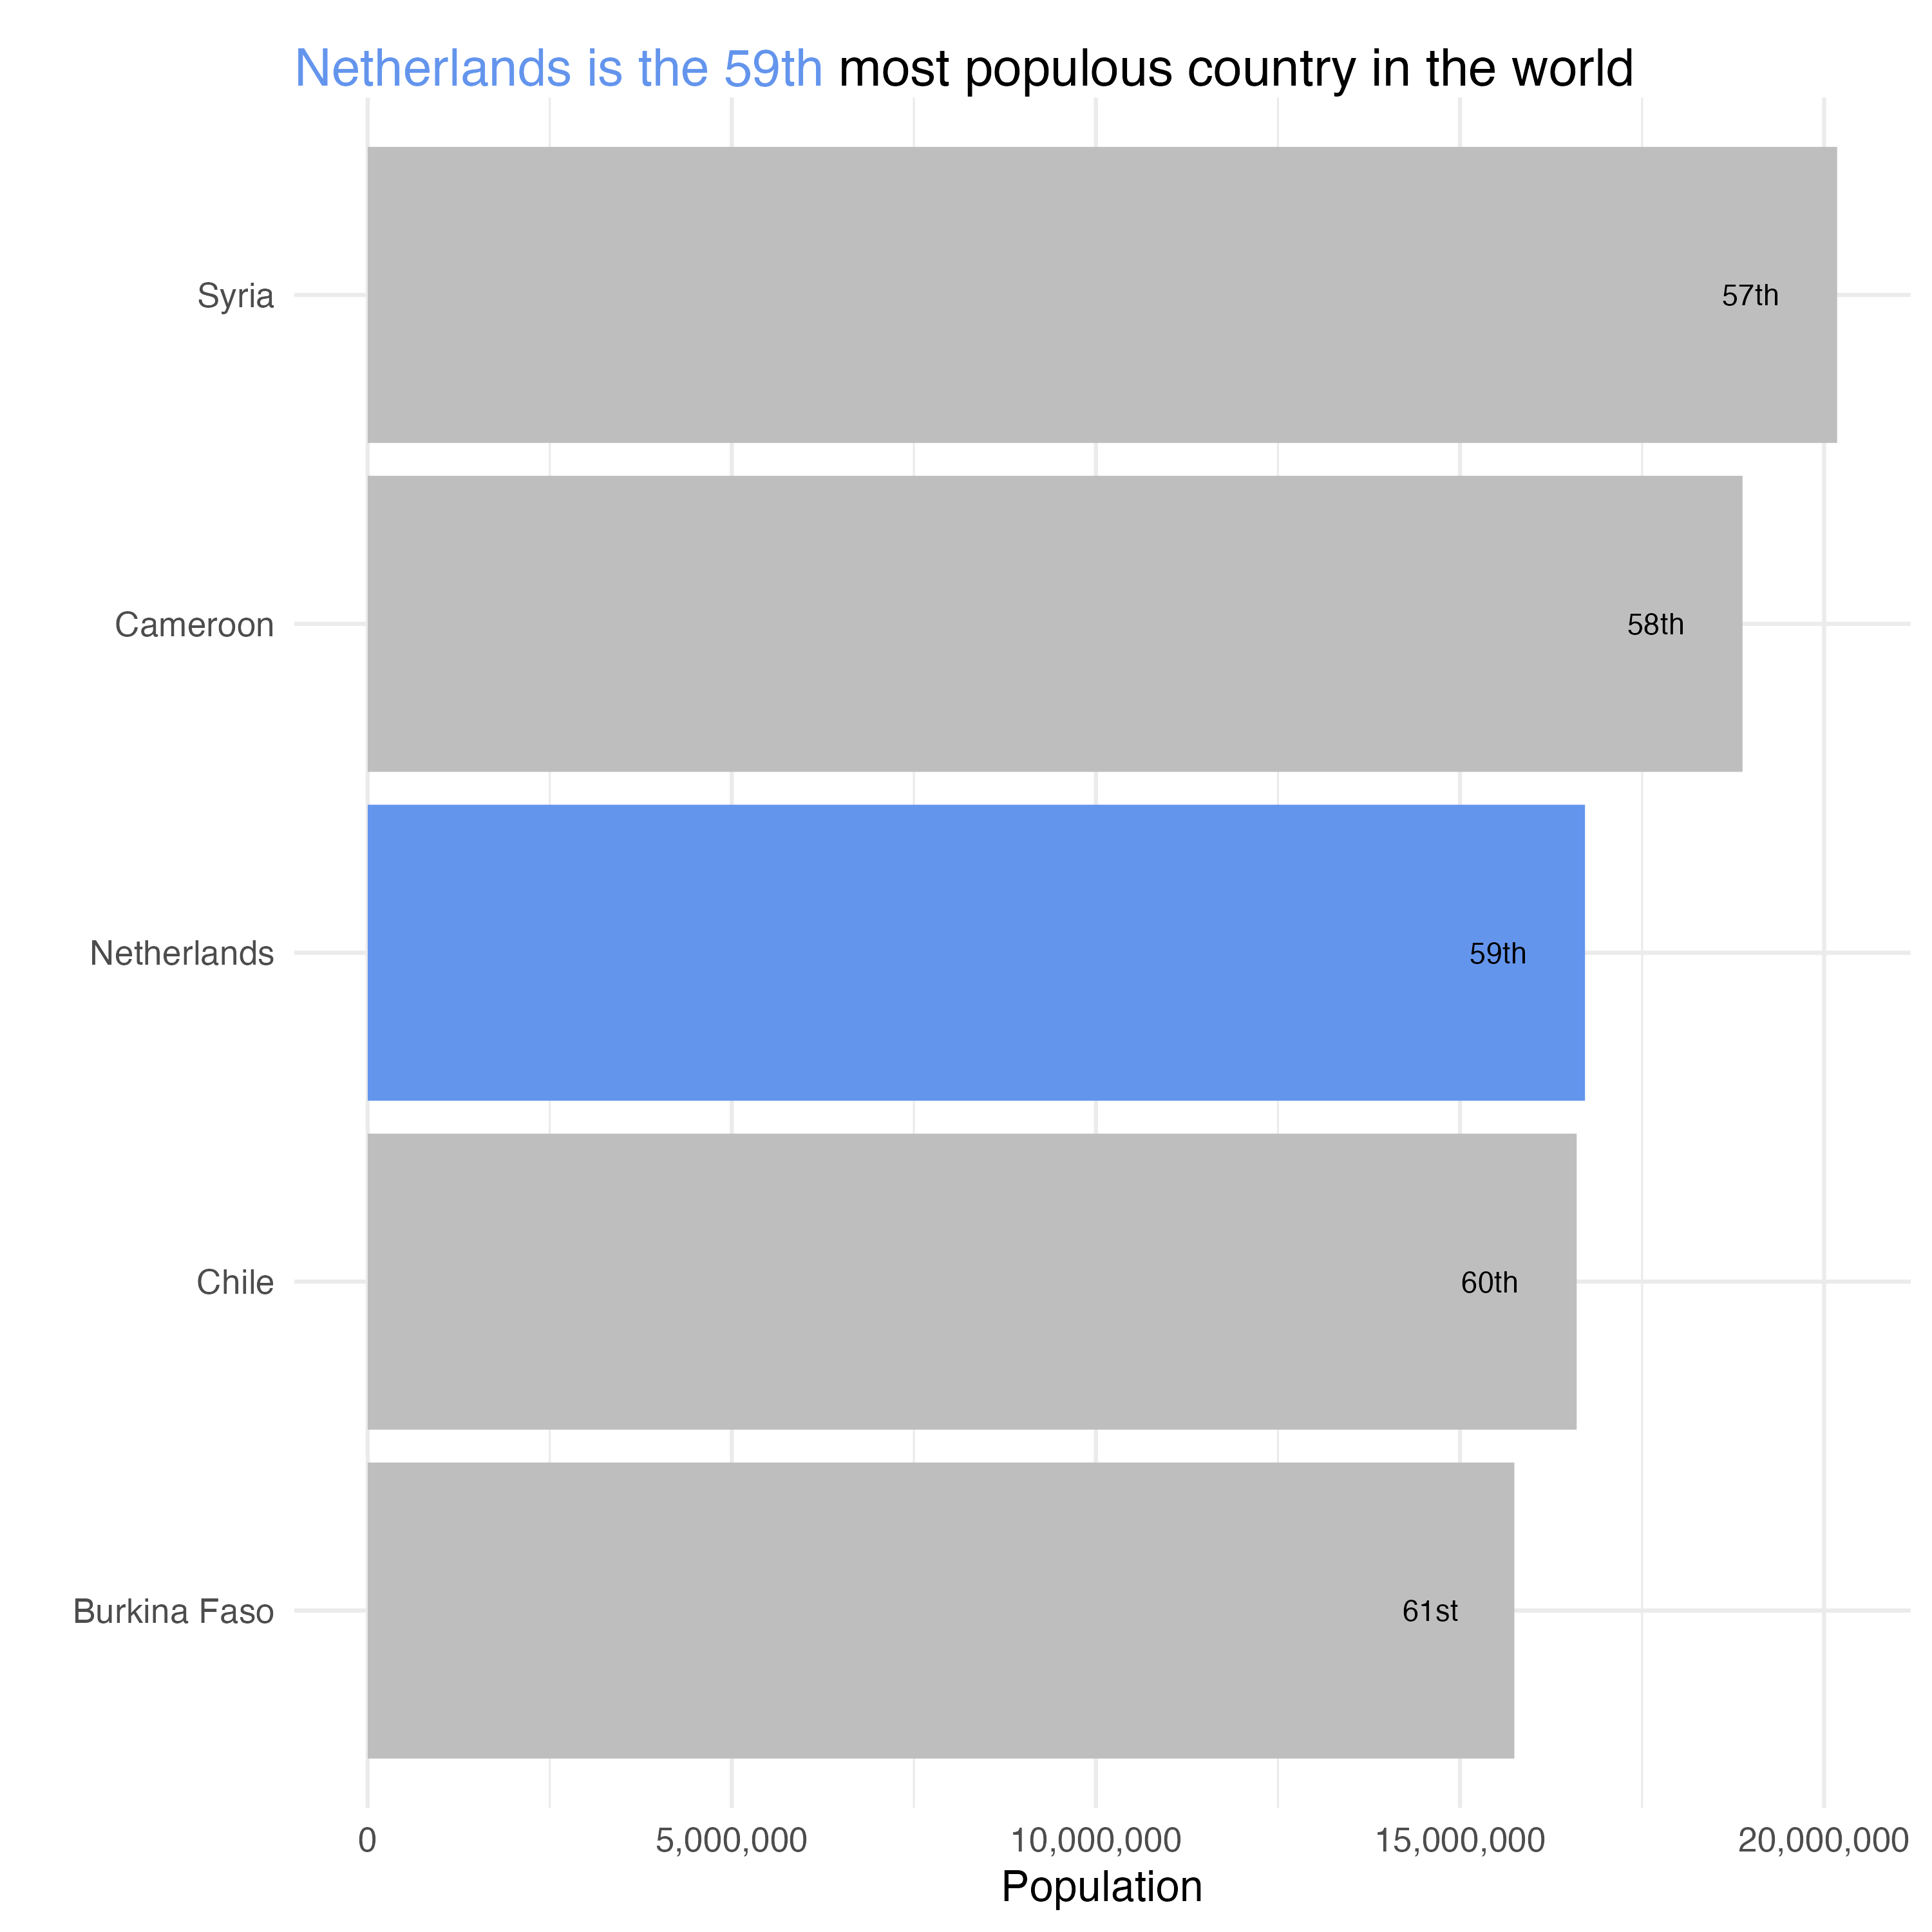 Netherlands is the 59th most populous country in the world
Syria
57th
Cameroon
58th
Netherlands
59th
Chile
60th
Burkina Faso
61st
0 5,000,000 10,000,000 15,000,000 20,000,000
Population